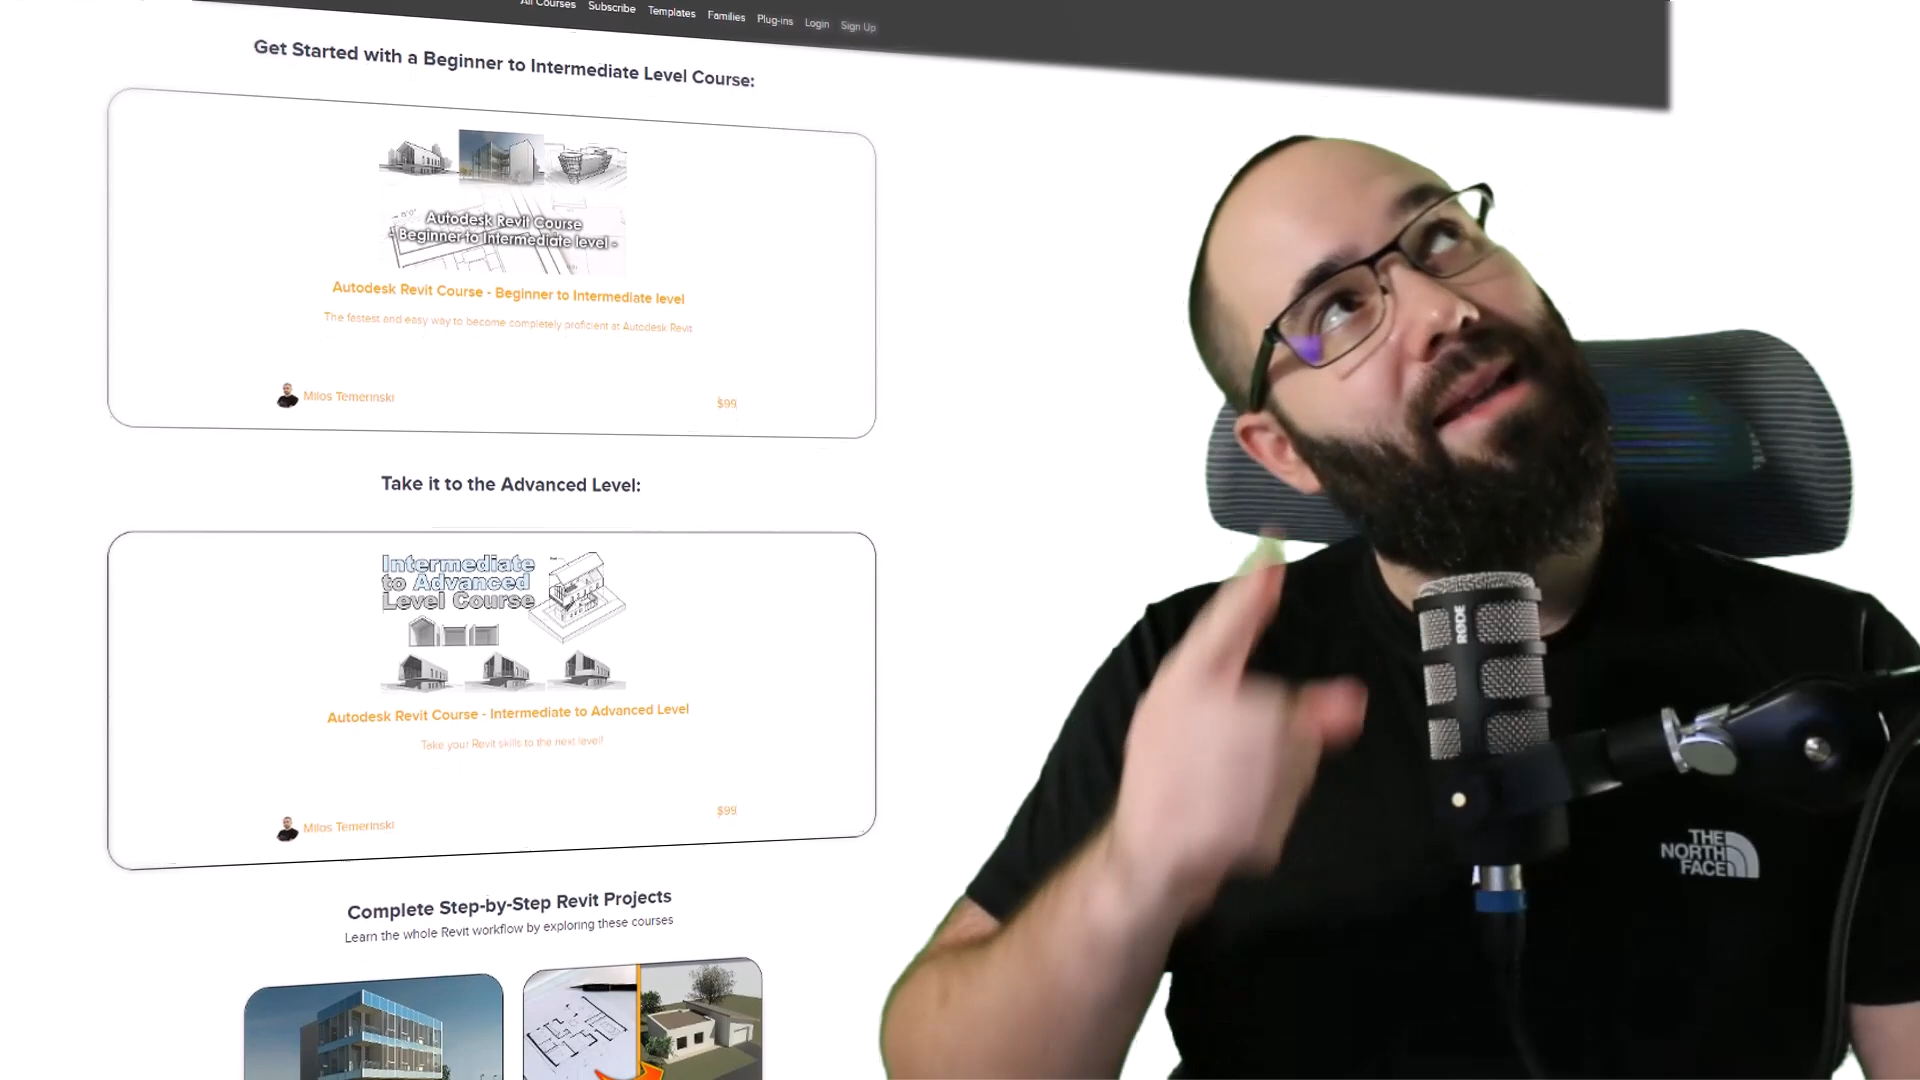 All Courses Subscribe Templates Families Plug-ins Login Sign Up
Get Started with a Beginner to Intermediate Level Course:
Autodesk Revit Course
- Beginner to Intermediate level -
Autodesk Revit Course - Beginner to Intermediate level
The fastest and easy way to become completely proficient at Autodesk Revit
Milos Temerinski
$99
Take it to the Advanced Level:
Intermediate
to Advanced
Level Course
Autodesk Revit Course - Intermediate to Advanced Level
Take your Revit skills to the next level!
Milos Temerinski
$99
Complete Step-by-Step Revit Projects
Learn the whole Revit workflow by exploring these courses
RØDE
THE
NORTH
FACE